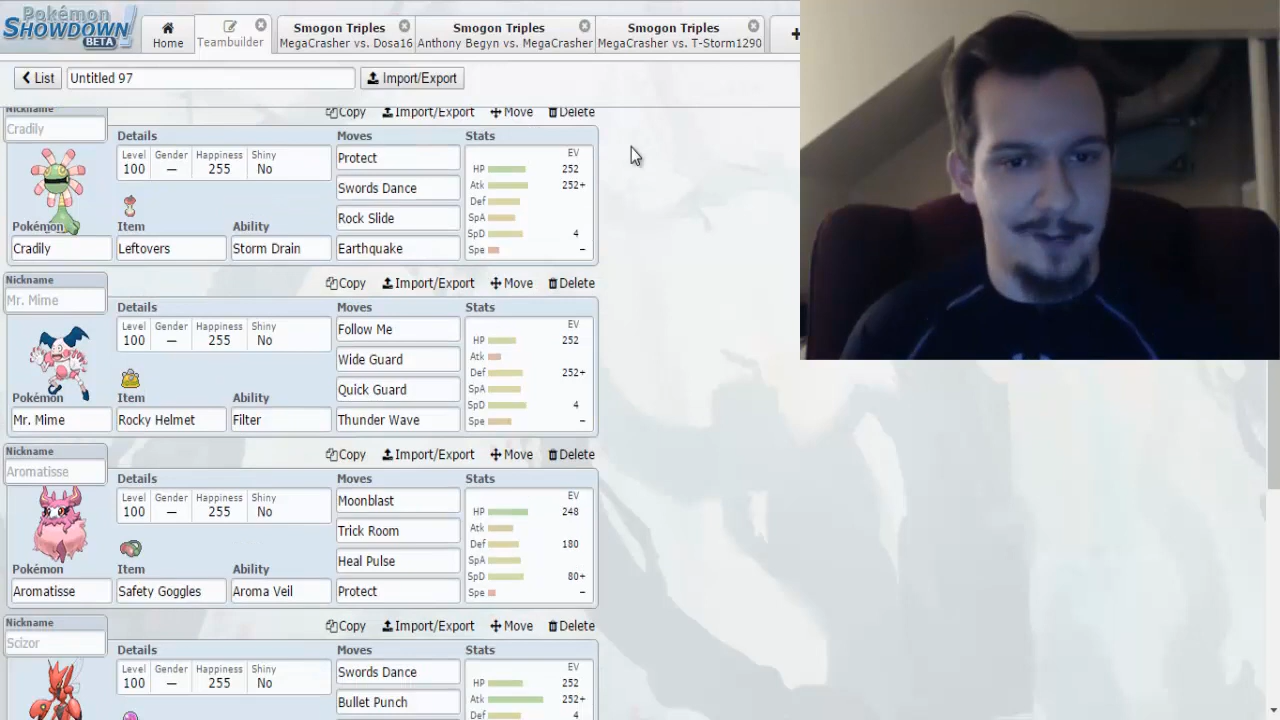 Pokémon
SHOWDOWN!
BETA
Home
Teambuilder
Smogon Triples
MegaCrasher vs. Dosa16
Smogon Triples
Anthony Begyn vs. MegaCrasher
Smogon Triples
MegaCrasher vs. T-Storm1290
+
List
Untitled 97
Import/Export
Nickname
Cradily
Copy Import/Export Move Delete
Details Moves Stats
Level Gender Happiness Shiny
100 — 255 No
Protect
Swords Dance
Rock Slide
Earthquake
EV
HP 252
Atk 252+
Def
SpA
SpD 4
Spe –
Pokémon Item Ability
Cradily Leftovers Storm Drain
Nickname
Mr. Mime
Copy Import/Export Move Delete
Details Moves Stats
Level Gender Happiness Shiny
100 — 255 No
Follow Me
Wide Guard
Quick Guard
Thunder Wave
EV
HP 252
Atk
Def 252+
SpA
SpD 4
Spe –
Pokémon Item Ability
Mr. Mime Rocky Helmet Filter
Nickname
Aromatisse
Copy Import/Export Move Delete
Details Moves Stats
Level Gender Happiness Shiny
100 — 255 No
Moonblast
Trick Room
Heal Pulse
Protect
EV
HP 248
Atk
Def 180
SpA
SpD 80+
Spe –
Pokémon Item Ability
Aromatisse Safety Goggles Aroma Veil
Nickname
Scizor
Copy Import/Export Move Delete
Details Moves Stats
Level Gender Happiness Shiny
100 — 255 No
Swords Dance
Bullet Punch
EV
HP 252
Atk 252+
Def 4